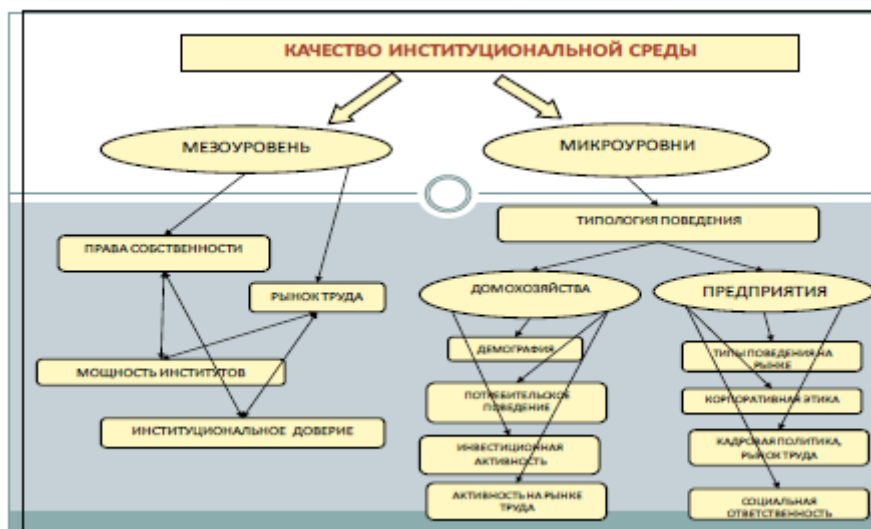 КАЧЕСТВО ИНСТИТУЦИОНАЛЬНОЙ СРЕДЫ
МЕЗОУРОВЕНЬ
МИКРОУРОВНИ
ТИПОЛОГИЯ ПОВЕДЕНИЯ
ПРАВА СОБСТВЕННОСТИ
РЫНОК ТРУДА
ДОМОХОЗЯЙСТВА
ПРЕДПРИЯТИЯ
МОЩНОСТЬ ИНСТИТУТОВ
ИНСТИТУЦИОНАЛЬНОЕ ДОВЕРИЕ
ДЕМОГРАФИЯ
ПОТРЕБИТЕЛЬСКОЕ
ПОВЕДЕНИЕ
ИНВЕСТИЦИОННАЯ
АКТИВНОСТЬ
АКТИВНОСТЬ НА РЫНКЕ
ТРУДА
ТИПЫ ПОВЕДЕНИЯ НА
РЫНКЕ
КОРПОРАТИВНАЯ ЭТИКА
КАДРОВАЯ ПОЛИТИКА,
РЫНОК ТРУДА
СОЦИАЛЬНАЯ
ОТВЕТСТВЕННОСТЬ